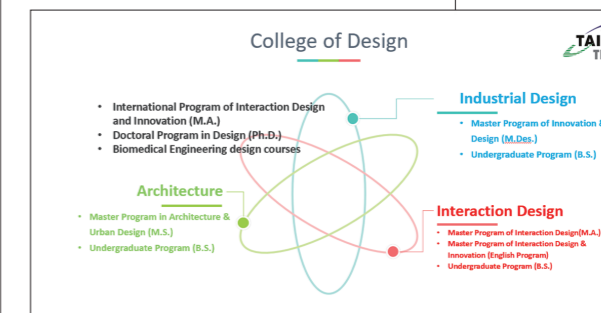 College of Design
TAI
• International Program of Interaction Design
and Innovation (M.A.)
• Doctoral Program in Design (Ph.D.)
• Biomedical Engineering design courses
Industrial Design
• Master Program of Innovation &
Design (M.Des.)
• Undergraduate Program (B.S.)
Architecture
• Master Program in Architecture &
Urban Design (M.S.)
• Undergraduate Program (B.S.)
Interaction Design
• Master Program of Interaction Design(M.A.)
• Master Program of Interaction Design &
Innovation (English Program)
• Undergraduate Program (B.S.)